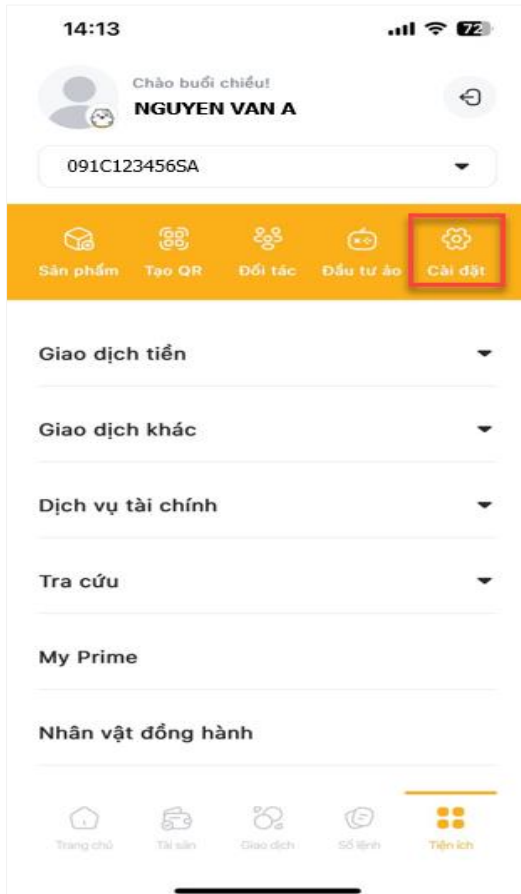 14:13
72
Chào buổi chiều!
NGUYEN VAN A
091C123456SA
Sản phẩm Tạo QR Đối tác Đầu tư ảo Cài đặt
Giao dịch tiền
Giao dịch khác
Dịch vụ tài chính
Tra cứu
My Prime
Nhân vật đồng hành
Trang chủ Tài sản Giao dịch Sổ lệnh Tiện ích